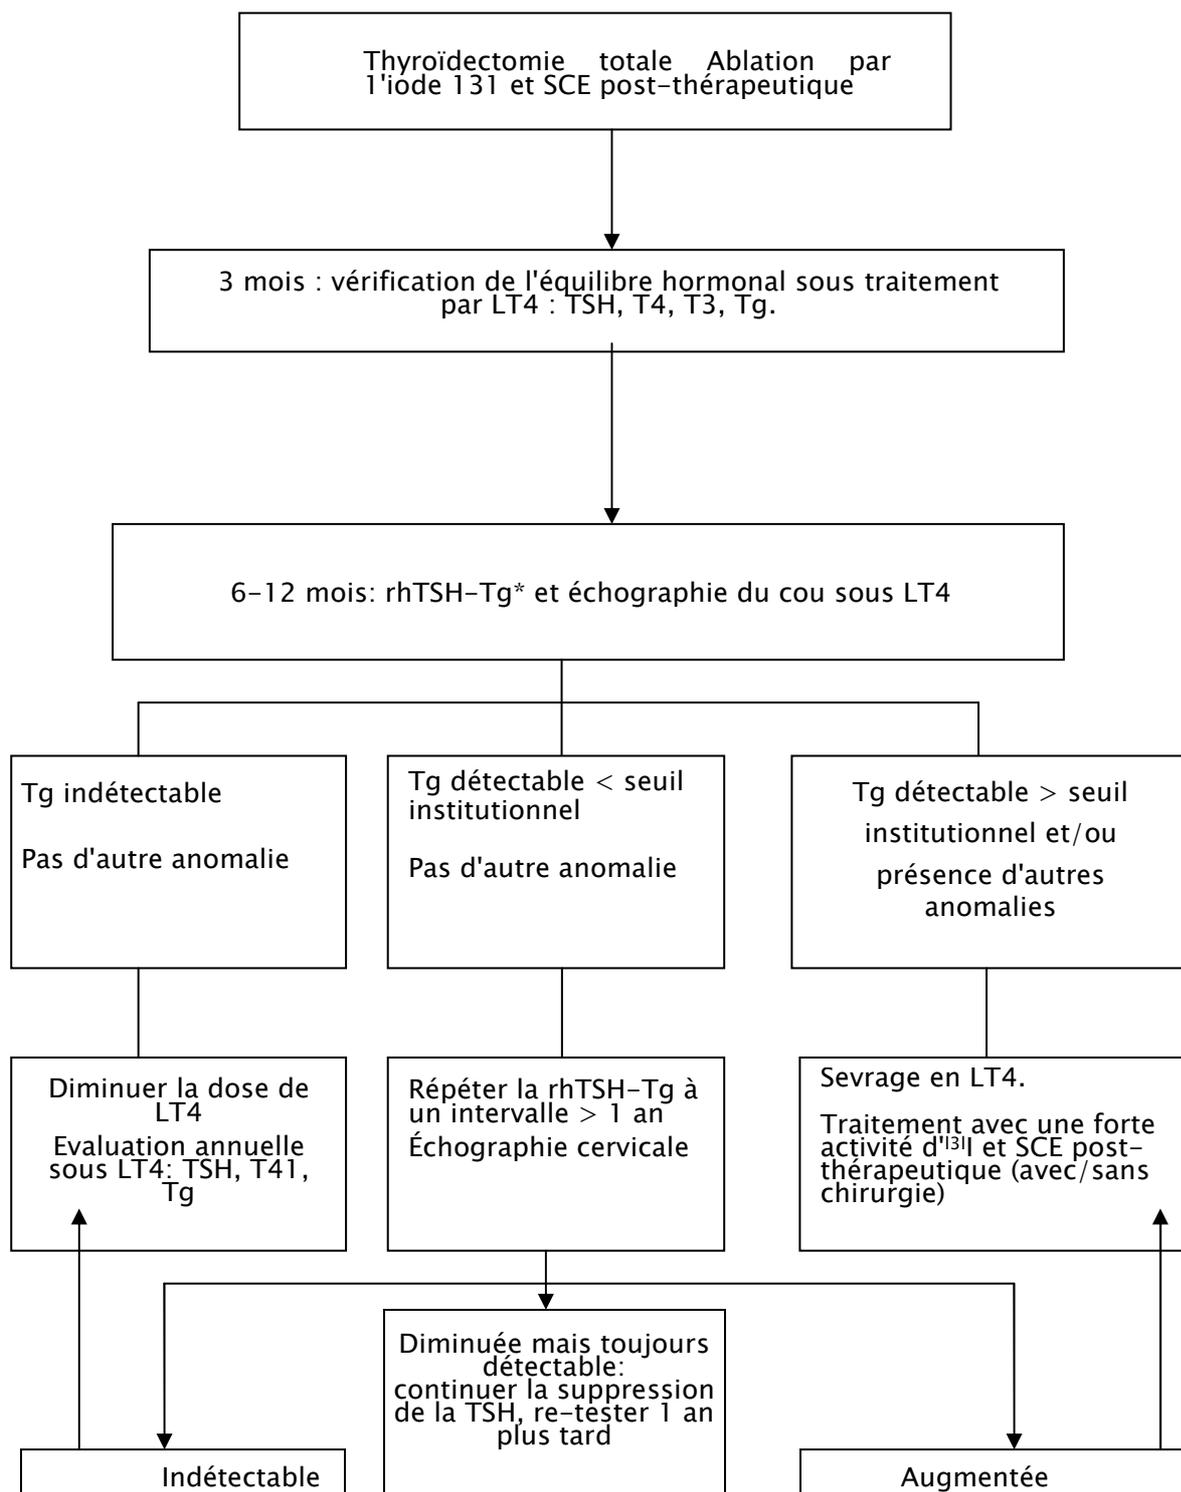 Thyroïdectomie totale Ablation par
l'iode 131 et SCE post-thérapeutique
3 mois : vérification de l'équilibre hormonal sous traitement
par LT4 : TSH, T4, T3, Tg.
6-12 mois: rhTSH-Tg* et échographie du cou sous LT4
Tg indétectable
Pas d'autre anomalie
Tg détectable < seuil
institutionnel
Pas d'autre anomalie
Tg détectable > seuil
institutionnel et/ou
présence d'autres
anomalies
Diminuer la dose de
LT4
Evaluation annuelle
sous LT4: TSH, T41,
Tg
Répéter la rhTSH-Tg à
un intervalle > 1 an
Échographie cervicale
Sevrage en LT4.
Traitement avec une forte
activité d'¹³¹I et SCE post-
thérapeutique (avec/sans
chirurgie)
Diminuée mais toujours
détectable:
continuer la suppression
de la TSH, re-tester 1 an
plus tard
Indétectable
Augmentée